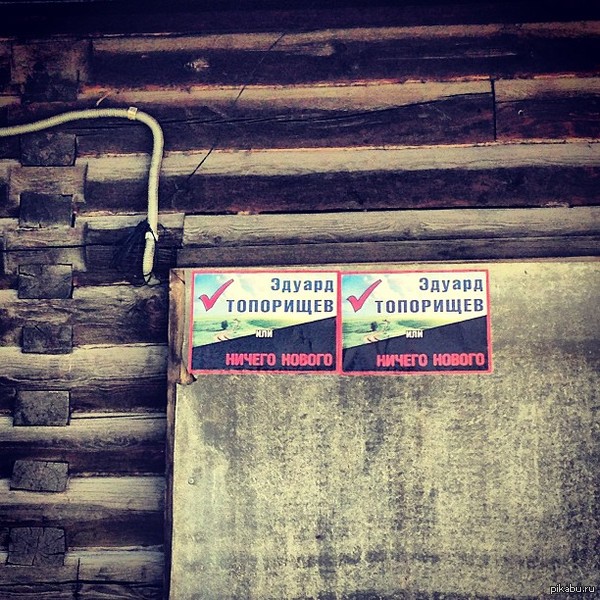 Эдуард
ТОПОРИЩЕВ
или
НИЧЕГО НОВОГО
Эдуард
ТОПОРИЩЕВ
или
НИЧЕГО НОВОГО
pikabu.ru